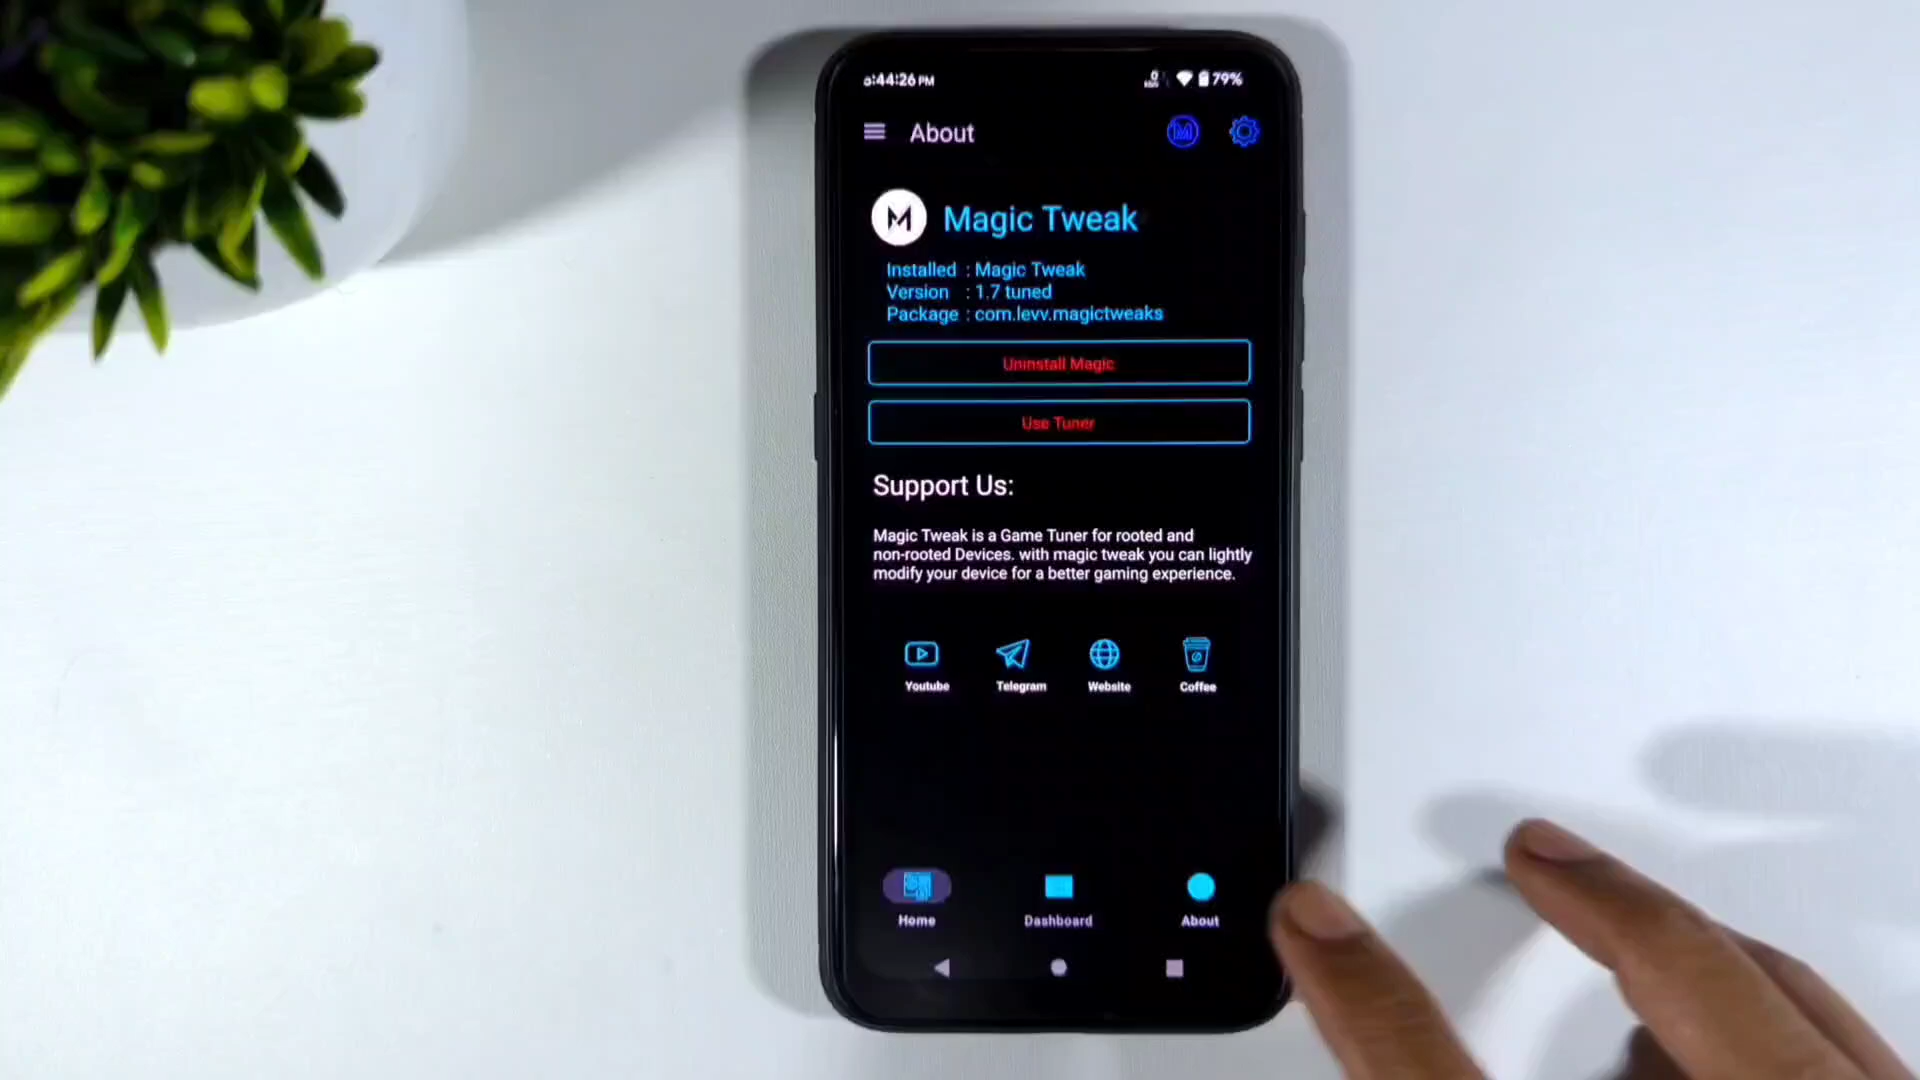 :44:26 PM 79%
About
Magic Tweak
Installed : Magic Tweak
Version : 1.7 tuned
Package : com.levv.magictweaks
Uninstall Magic
Use Tuner
Support Us:
Magic Tweak is a Game Tuner for rooted and
non-rooted Devices. with magic tweak you can lightly
modify your device for a better gaming experience.
Youtube Telegram Website Coffee
Home Dashboard About